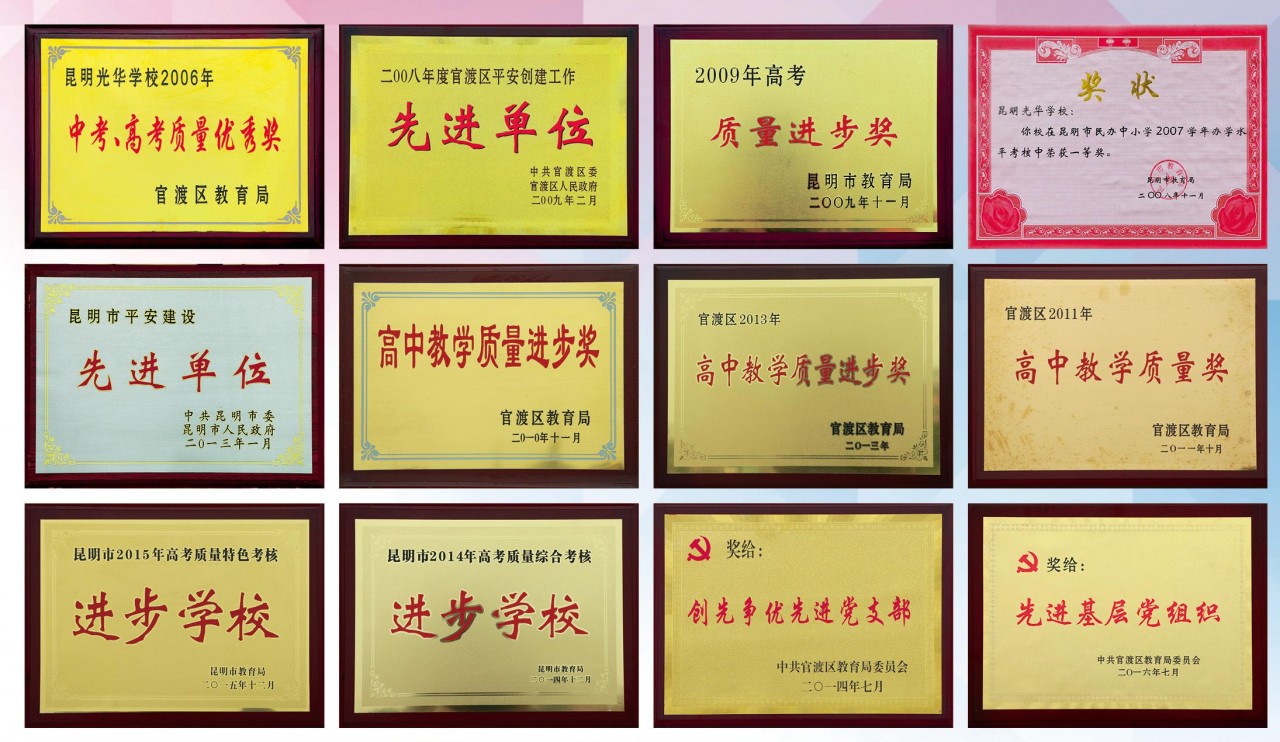 昆明光华学校2006年
中考、高考质量优秀奖
官渡区教育局
二00八年度官渡区平安创建工作
先进单位
中共官渡区委
官渡区人民政府
二00九年二月
2009年高考
质量进步奖
昆明市教育局
二〇〇九年十一月
奖状
昆明光华学校：
你校在昆明市民办中小学2007学年办学水
平考核中荣获一等奖。
昆明市教育局
二〇〇八年十一月
昆明市平安建设
先进单位
中共昆明市委
昆明市人民政府
二〇一三年一月
高中教学质量进步奖
官渡区教育局
二0一0年十一月
官渡区2013年
高中教学质量进步奖
官渡区教育局
二〇一三年
官渡区2011年
高中教学质量奖
官渡区教育局
二〇一一年十月
昆明市2015年高考质量特色考核
进步学校
昆明市教育局
二〇一五年十二月
昆明市2014年高考质量综合考核
进步学校
昆明市教育局
二〇一四年十二月
奖给：
创先争优先进党支部
中共官渡区教育局委员会
二〇一四年七月
奖给：
先进基层党组织
中共官渡区教育局委员会
二〇一六年七月